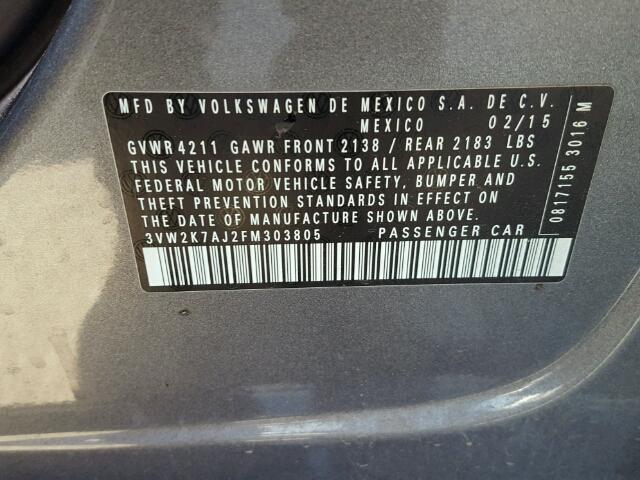 MFD BY VOLKSWAGEN DE MEXICO S.A. DE C.V.
MEXICO 02/15
GVWR 4211 GAWR FRONT 2138 / REAR 2183 LBS
THIS VEHICLE CONFORMS TO ALL APPLICABLE U.S.
FEDERAL MOTOR VEHICLE SAFETY, BUMPER AND
THEFT PREVENTION STANDARDS IN EFFECT ON
THE DATE OF MANUFACTURE SHOWN ABOVE.
3VW2K7AJ2FM303805 PASSENGER CAR
0817155 3016 M